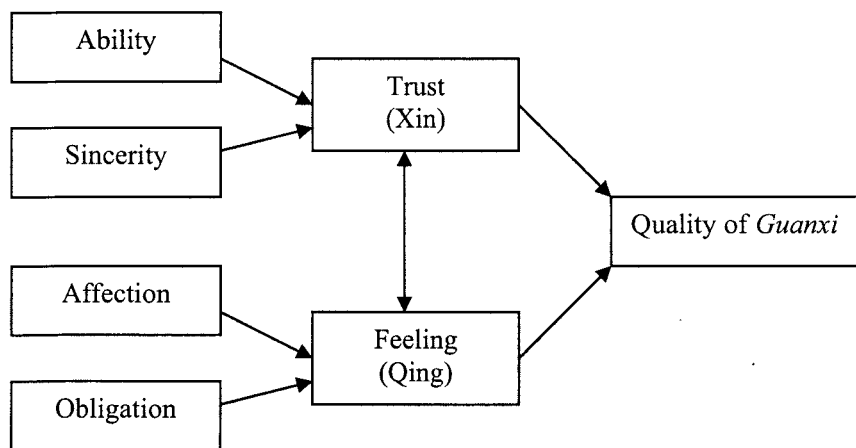 Ability
Sincerity
Trust
(Xin)
Affection
Obligation
Feeling
(Qing)
Quality of Guanxi